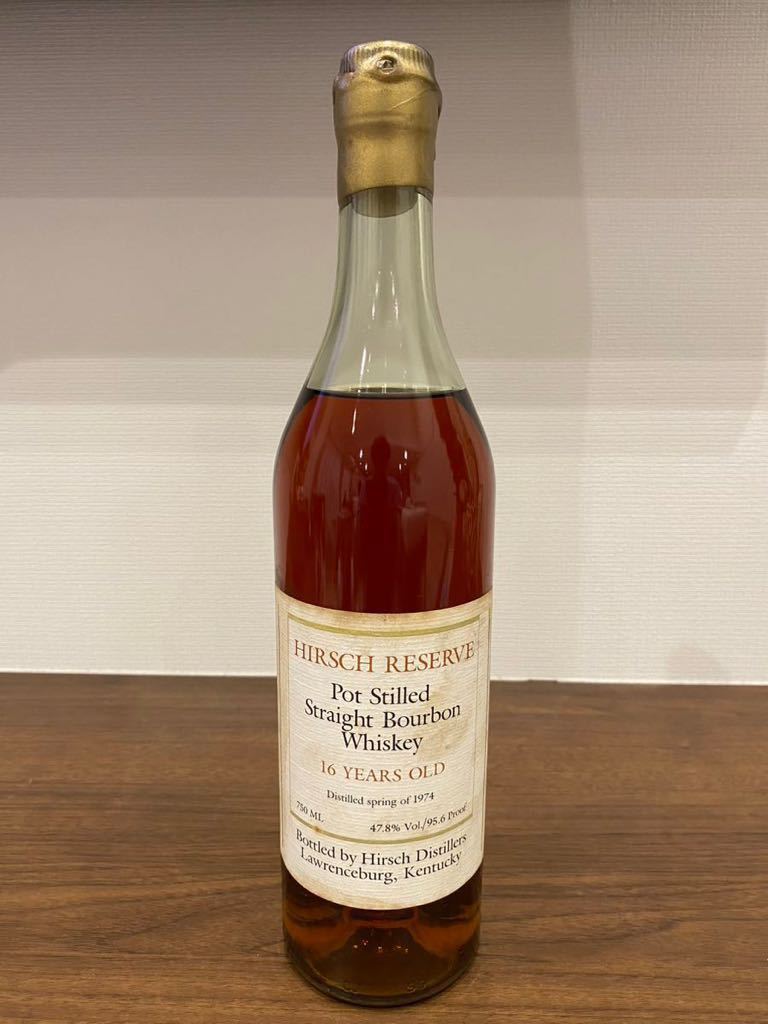 HIRSCH RESERVE
Pot Stilled
Straight Bourbon
Whiskey
16 YEARS OLD
Distilled spring of 1974
750 ML
47.8% Vol./95.6 Proof
Bottled by Hirsch Distillers
Lawrenceburg, Kentucky